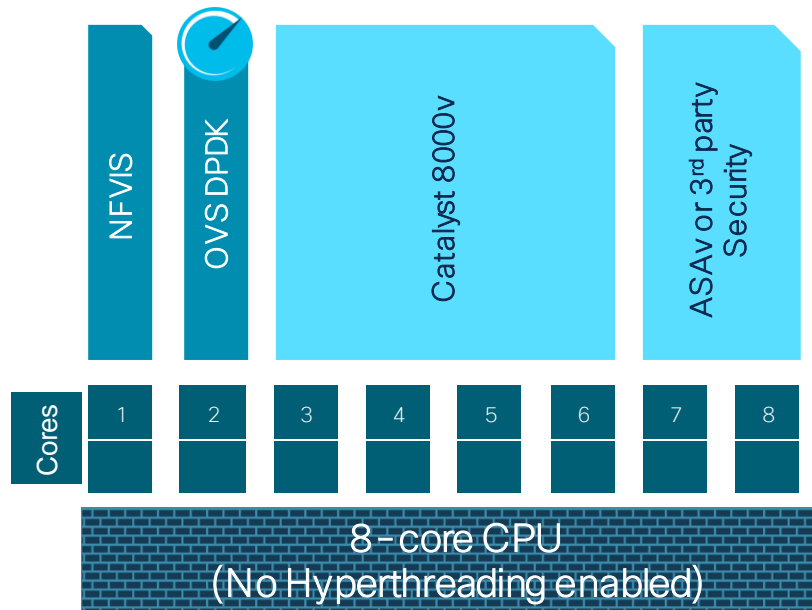 NFVIS
OVS DPDK
Catalyst 8000v
ASAv or 3rd party
Security
Cores
1
2
3
4
5
6
7
8
8-core CPU
(No Hyperthreading enabled)